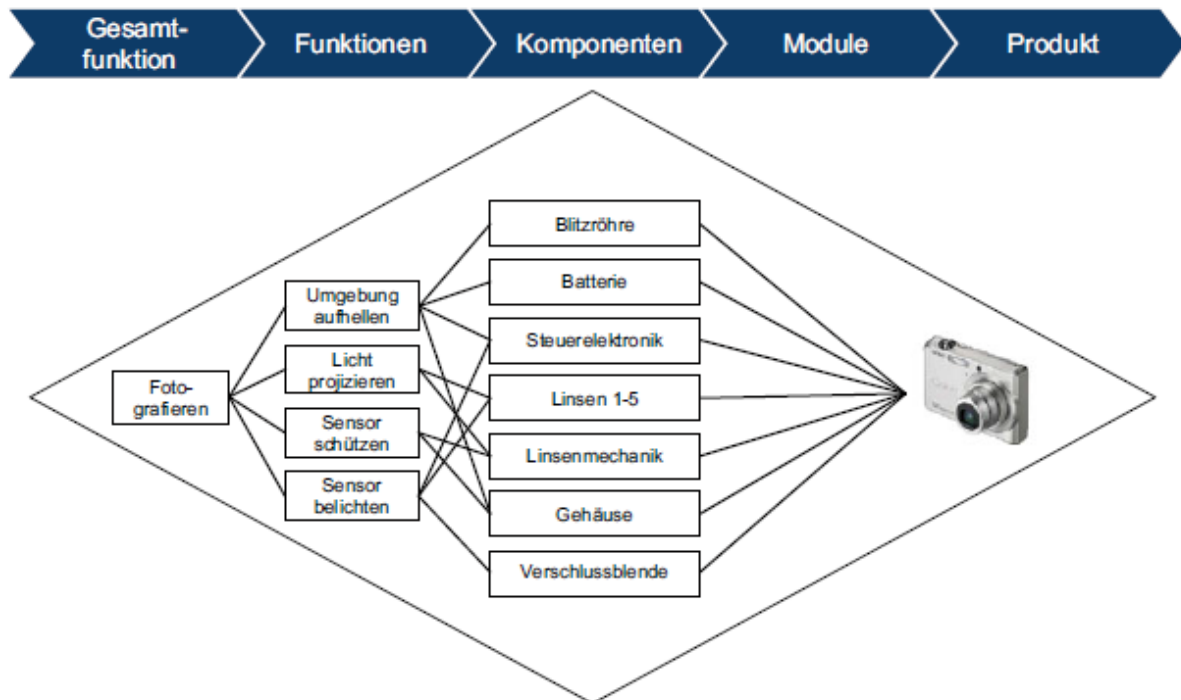 Gesamt-
funktion
Funktionen
Komponenten
Module
Produkt
Foto-
grafieren
Umgebung
aufhellen
Licht
projizieren
Sensor
schützen
Sensor
belichten
Blitzröhre
Batterie
Steuerelektronik
Linsen 1-5
Linsenmechanik
Gehäuse
Verschlussblende